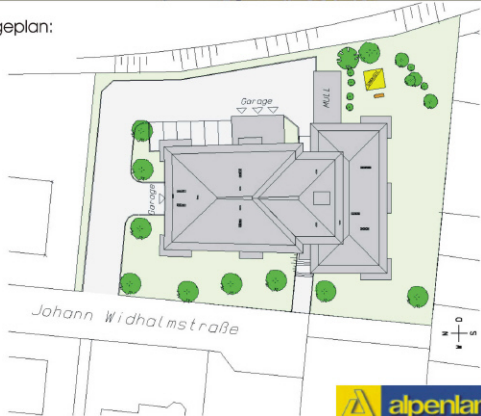 geplan:
Garage
MÜLL
Garage
Johann Widhalmstraße
O
N S
W
alpenlan